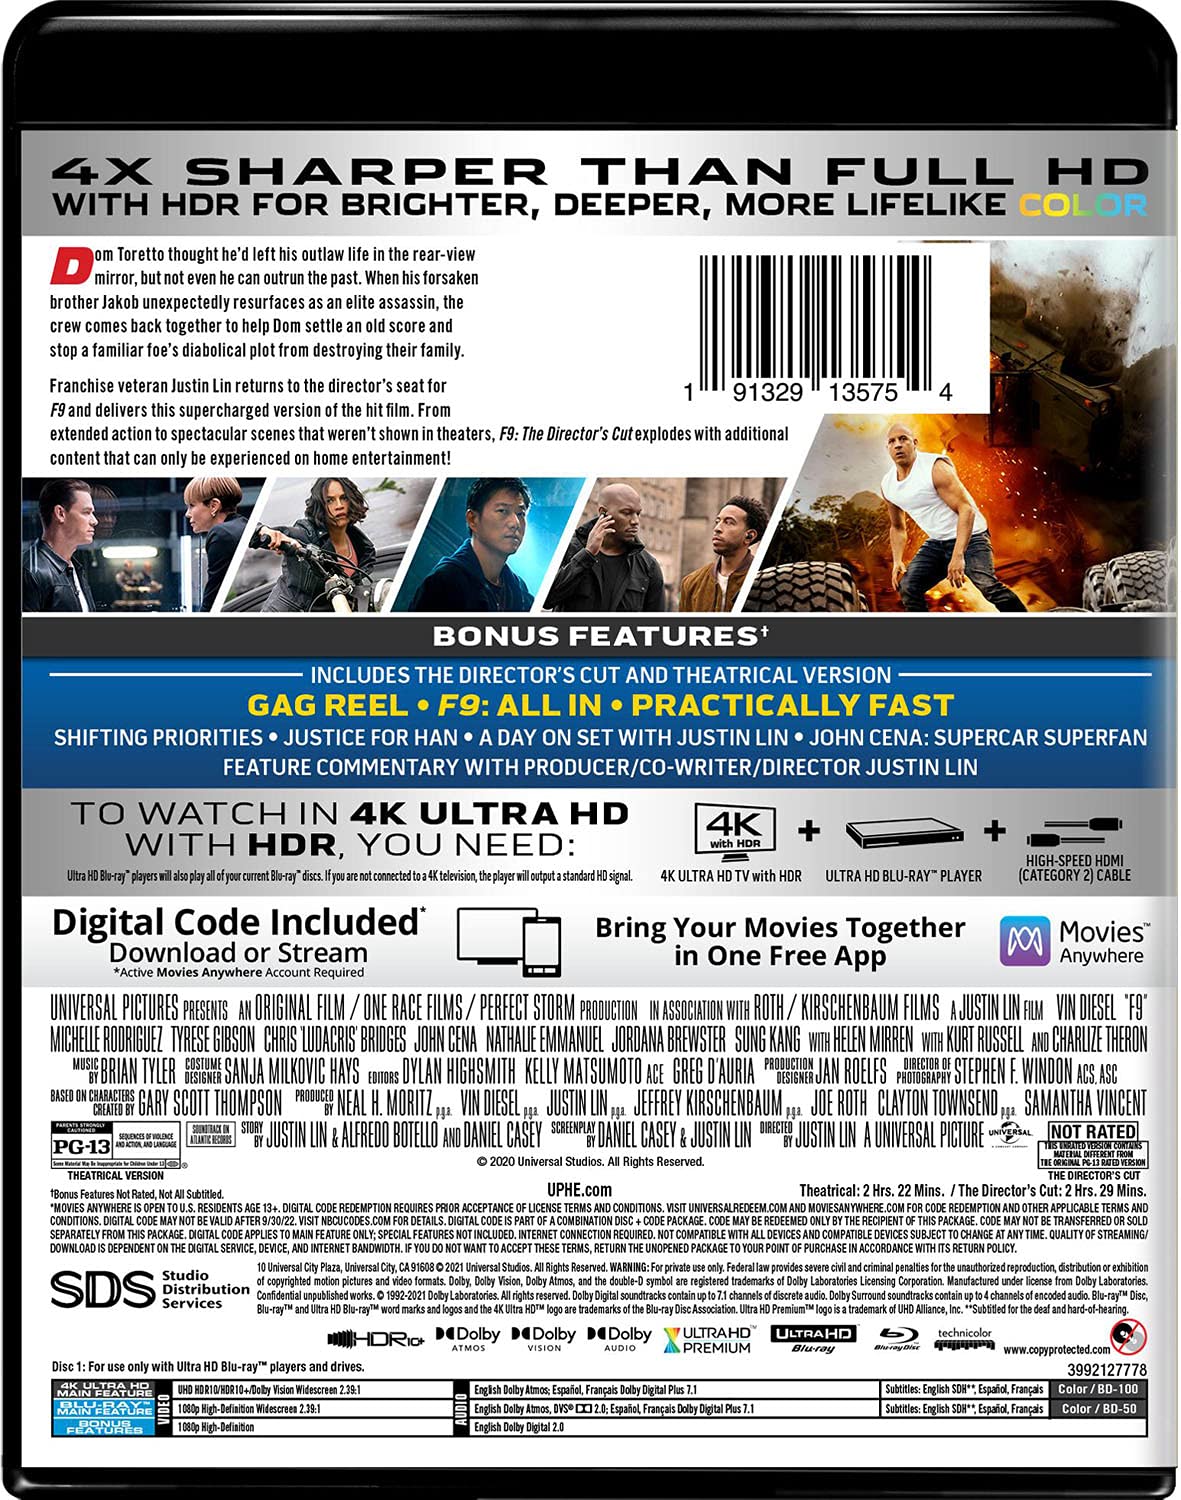 4X SHARPER THAN FULL HD
WITH HDR FOR BRIGHTER, DEEPER, MORE LIFELIKE COLOR
Dom Toretto thought he'd left his outlaw life in the rear-view
mirror, but not even he can outrun the past. When his forsaken
brother Jakob unexpectedly resurfaces as an elite assassin, the
crew comes back together to help Dom settle an old score and
stop a familiar foe's diabolical plot from destroying their family.
Franchise veteran Justin Lin returns to the director's seat for
F9 and delivers this supercharged version of the hit film. From
extended action to spectacular scenes that weren't shown in theaters, F9: The Director's Cut explodes with additional
content that can only be experienced on home entertainment!
1 91329 13575 4
BONUS FEATURES†
INCLUDES THE DIRECTOR'S CUT AND THEATRICAL VERSION
GAG REEL • F9: ALL IN • PRACTICALLY FAST
SHIFTING PRIORITIES • JUSTICE FOR HAN • A DAY ON SET WITH JUSTIN LIN • JOHN CENA: SUPERCAR SUPERFAN
FEATURE COMMENTARY WITH PRODUCER/CO-WRITER/DIRECTOR JUSTIN LIN
TO WATCH IN 4K ULTRA HD
WITH HDR, YOU NEED:
Ultra HD Blu-ray™ players will also play all of your current Blu-ray™ discs. If you are not connected to a 4K television, the player will output a standard HD signal.
4K
with HDR
+
+
4K ULTRA HD TV with HDR
ULTRA HD BLU-RAY™ PLAYER
HIGH-SPEED HDMI
(CATEGORY 2) CABLE
Digital Code Included*
Download or Stream
*Active Movies Anywhere Account Required
Bring Your Movies Together
in One Free App
Movies™
Anywhere
UNIVERSAL PICTURES PRESENTS AN ORIGINAL FILM / ONE RACE FILMS / PERFECT STORM PRODUCTION IN ASSOCIATION WITH ROTH / KIRSCHENBAUM FILMS A JUSTIN LIN FILM VIN DIESEL "F9"
MICHELLE RODRIGUEZ TYRESE GIBSON CHRIS 'LUDACRIS' BRIDGES JOHN CENA NATHALIE EMMANUEL JORDANA BREWSTER SUNG KANG WITH HELEN MIRREN WITH KURT RUSSELL AND CHARLIZE THERON
MUSIC BY BRIAN TYLER COSTUME DESIGNER SANJA MILKOVIC HAYS EDITORS DYLAN HIGHSMITH KELLY MATSUMOTO ACE GREG D'AURIA PRODUCTION DESIGNER JAN ROELFS DIRECTOR OF PHOTOGRAPHY STEPHEN F. WINDON ACS, ASC
BASED ON CHARACTERS CREATED BY GARY SCOTT THOMPSON PRODUCED BY NEAL H. MORITZ p.g.a. VIN DIESEL p.g.a. JUSTIN LIN p.g.a. JEFFREY KIRSCHENBAUM p.g.a. JOE ROTH CLAYTON TOWNSEND p.g.a. SAMANTHA VINCENT
STORY BY JUSTIN LIN & ALFREDO BOTELLO AND DANIEL CASEY SCREENPLAY BY DANIEL CASEY & JUSTIN LIN DIRECTED BY JUSTIN LIN A UNIVERSAL PICTURE
UNIVERSAL
PARENTS STRONGLY CAUTIONED
PG-13
SEQUENCES OF VIOLENCE
AND ACTION, AND LANGUAGE
Some Material May Be Inappropriate for Children Under 13
®
THEATRICAL VERSION
SOUNDTRACK ON
ATLANTIC RECORDS
© 2020 Universal Studios. All Rights Reserved.
NOT RATED
THIS UNRATED VERSION CONTAINS
MATERIAL DIFFERENT FROM
THE ORIGINAL PG-13 RATED VERSION
THE DIRECTOR'S CUT
†Bonus Features Not Rated, Not All Subtitled.
UPHE.com
Theatrical: 2 Hrs. 22 Mins. / The Director's Cut: 2 Hrs. 29 Mins.
*MOVIES ANYWHERE IS OPEN TO U.S. RESIDENTS AGE 13+. DIGITAL CODE REDEMPTION REQUIRES PRIOR ACCEPTANCE OF LICENSE TERMS AND CONDITIONS. VISIT UNIVERSALREDEEM.COM AND MOVIESANYWHERE.COM FOR CODE REDEMPTION AND OTHER APPLICABLE TERMS AND
CONDITIONS. DIGITAL CODE MAY NOT BE VALID AFTER 9/30/22. VISIT NBCUCODES.COM FOR DETAILS. DIGITAL CODE IS PART OF A COMBINATION DISC + CODE PACKAGE. CODE MAY BE REDEEMED ONLY BY THE RECIPIENT OF THIS PACKAGE. CODE MAY NOT BE TRANSFERRED OR SOLD
SEPARATELY FROM THIS PACKAGE. DIGITAL CODE APPLIES TO MAIN FEATURE ONLY; SPECIAL FEATURES NOT INCLUDED. INTERNET CONNECTION REQUIRED. NOT COMPATIBLE WITH ALL DEVICES AND COMPATIBLE DEVICES SUBJECT TO CHANGE AT ANY TIME. QUALITY OF STREAMING/
DOWNLOAD IS DEPENDENT ON THE DIGITAL SERVICE, DEVICE, AND INTERNET BANDWIDTH. IF YOU DO NOT WANT TO ACCEPT THESE TERMS, RETURN THE UNOPENED PACKAGE TO YOUR POINT OF PURCHASE IN ACCORDANCE WITH ITS RETURN POLICY.
SDS Studio
Distribution
Services
10 Universal City Plaza, Universal City, CA 91608 © 2021 Universal Studios. All Rights Reserved. WARNING: For private use only. Federal law provides severe civil and criminal penalties for the unauthorized reproduction, distribution or exhibition
of copyrighted motion pictures and video formats. Dolby, Dolby Vision, Dolby Atmos, and the double-D symbol are registered trademarks of Dolby Laboratories Licensing Corporation. Manufactured under license from Dolby Laboratories.
Confidential unpublished works. © 1992-2021 Dolby Laboratories. All rights reserved. Dolby Digital soundtracks contain up to 7.1 channels of discrete audio. Dolby Surround soundtracks contain up to 4 channels of encoded audio. Blu-ray™ Disc,
Blu-ray™ and Ultra HD Blu-ray™ word marks and logos and the 4K Ultra HD™ logo are trademarks of the Blu-ray Disc Association. Ultra HD Premium™ logo is a trademark of UHD Alliance, Inc. **Subtitled for the deaf and hard-of-hearing.
HDR10+
Dolby
ATMOS
Dolby
VISION
Dolby
AUDIO
ULTRA HD™
PREMIUM
ULTRA HD
Blu-ray™
Blu-ray Disc
technicolor
www.copyprotected.com
Disc 1: For use only with Ultra HD Blu-ray™ players and drives.
3992127778
4K ULTRA HD
MAIN FEATURE
BLU-RAY™
MAIN FEATURE
BONUS
FEATURES
VIDEO
UHD HDR10/HDR10+/Dolby Vision Widescreen 2.39:1
1080p High-Definition Widescreen 2.39:1
1080p High-Definition
AUDIO
English Dolby Atmos; Español, Français Dolby Digital Plus 7.1
English Dolby Atmos, DVS® 2.0; Español, Français Dolby Digital Plus 7.1
English Dolby Digital 2.0
Subtitles: English SDH**, Español, Français
Subtitles: English SDH**, Español, Français
Color / BD-100
Color / BD-50